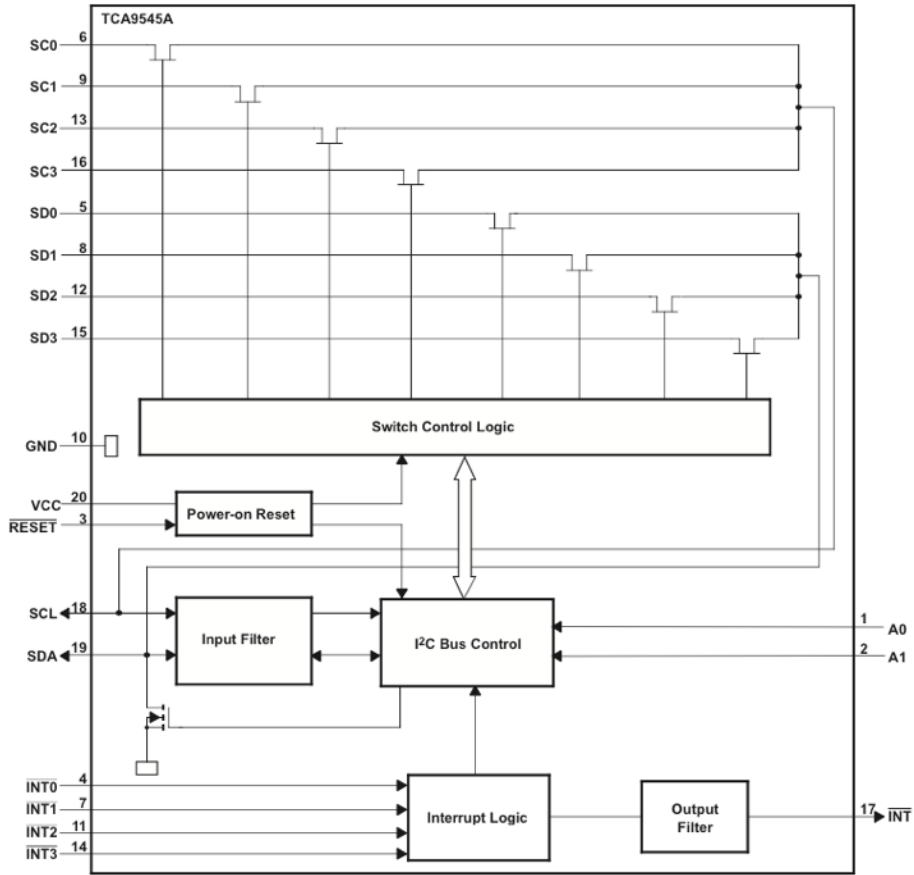 TCA9545A
SC0 6
SC1 9
SC2 13
SC3 16
SD0 5
SD1 8
SD2 12
SD3 15
Switch Control Logic
GND 10
VCC 20
RESET 3
Power-on Reset
SCL 18
SDA 19
Input Filter
I²C Bus Control
1 A0
2 A1
INT0 4
INT1 7
INT2 11
INT3 14
Interrupt Logic
Output
Filter
17 INT